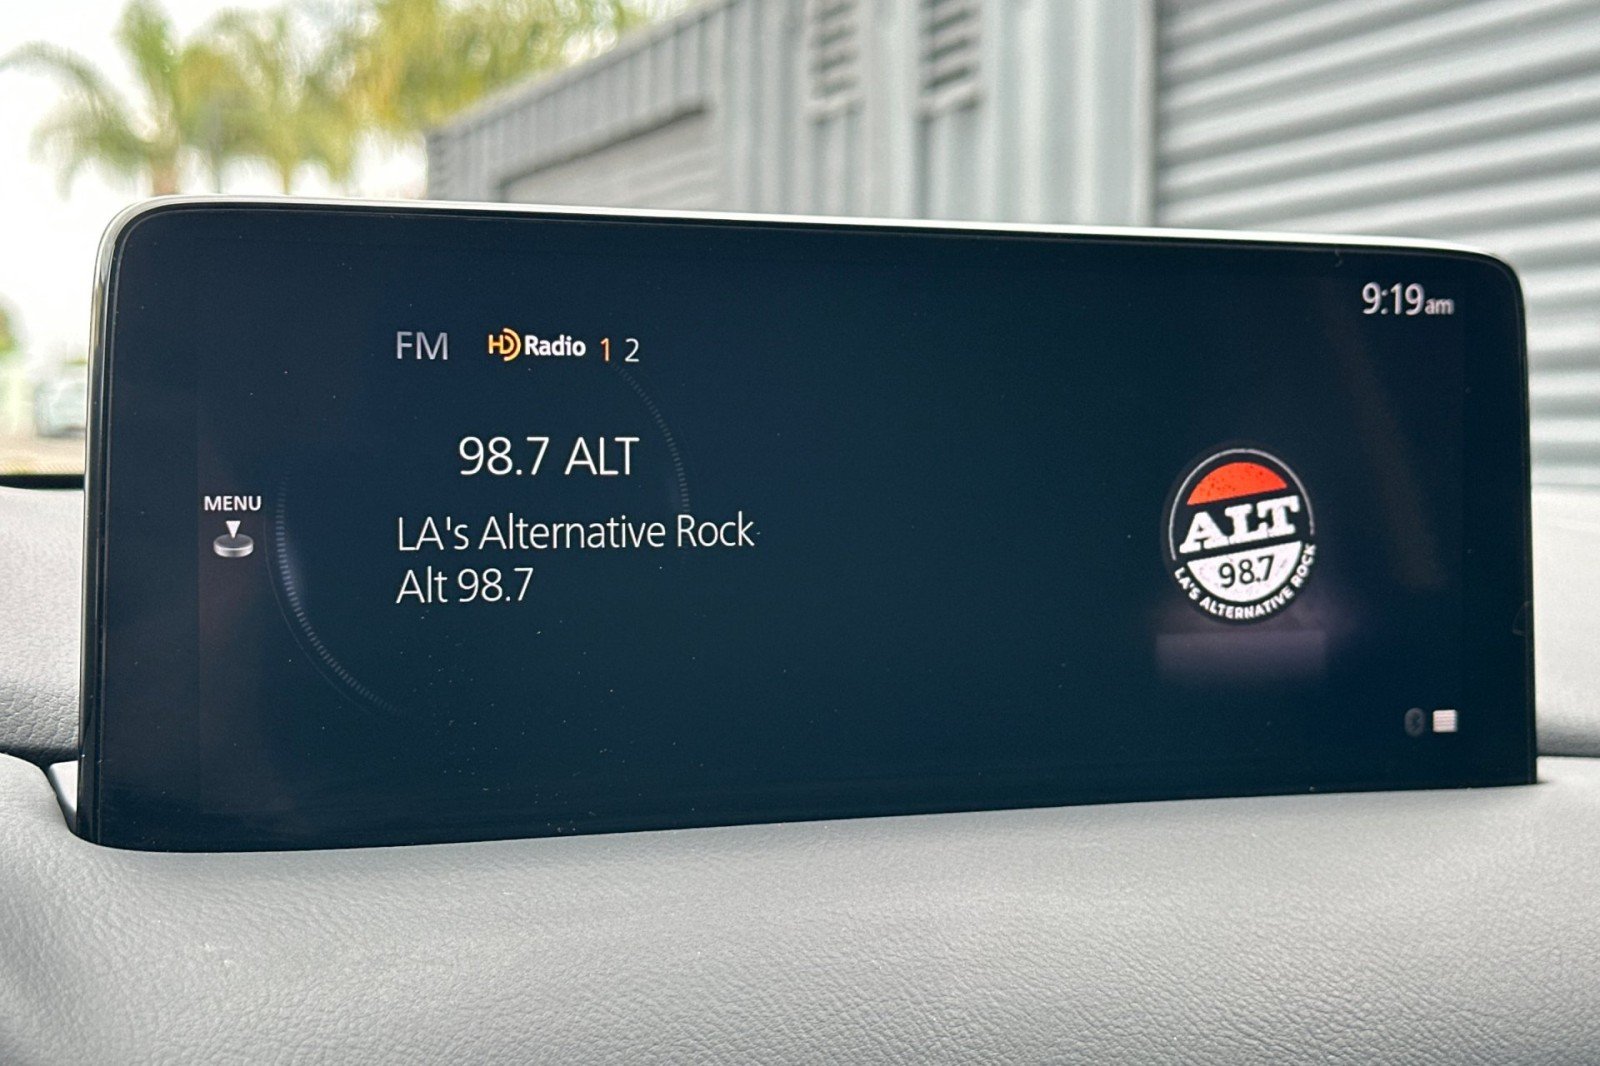 9:19am
FM HD Radio 1 2
98.7 ALT
MENU
LA's Alternative Rock
Alt 98.7
ALT
98.7
LA'S ALTERNATIVE ROCK